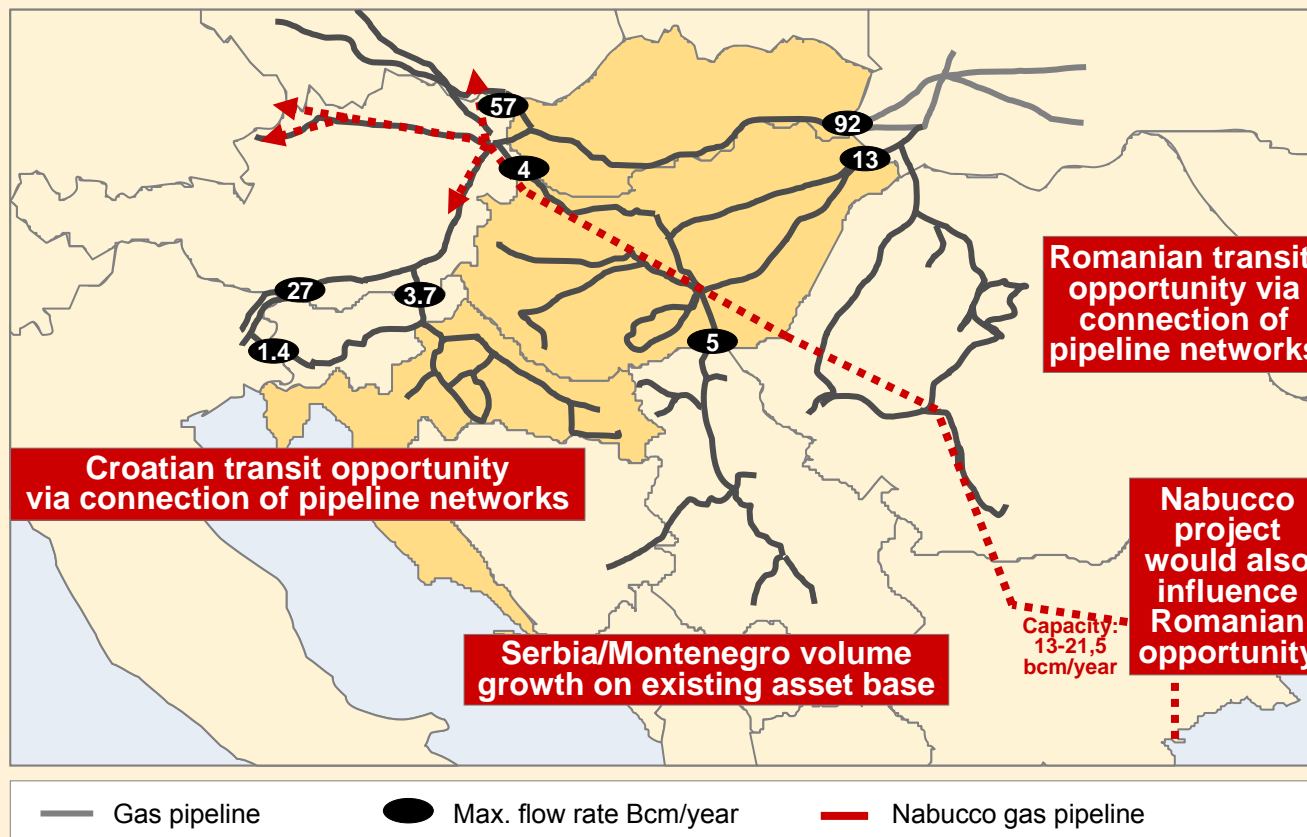 57
92
4
13
27
3.7
1.4
5
Romanian transit
opportunity via
connection of
pipeline networks
Croatian transit opportunity
via connection of pipeline networks
Nabucco
project
would also
influence
Romanian
opportunity
Capacity:
13-21,5
bcm/year
Serbia/Montenegro volume
growth on existing asset base
Gas pipeline
Max. flow rate Bcm/year
Nabucco gas pipeline